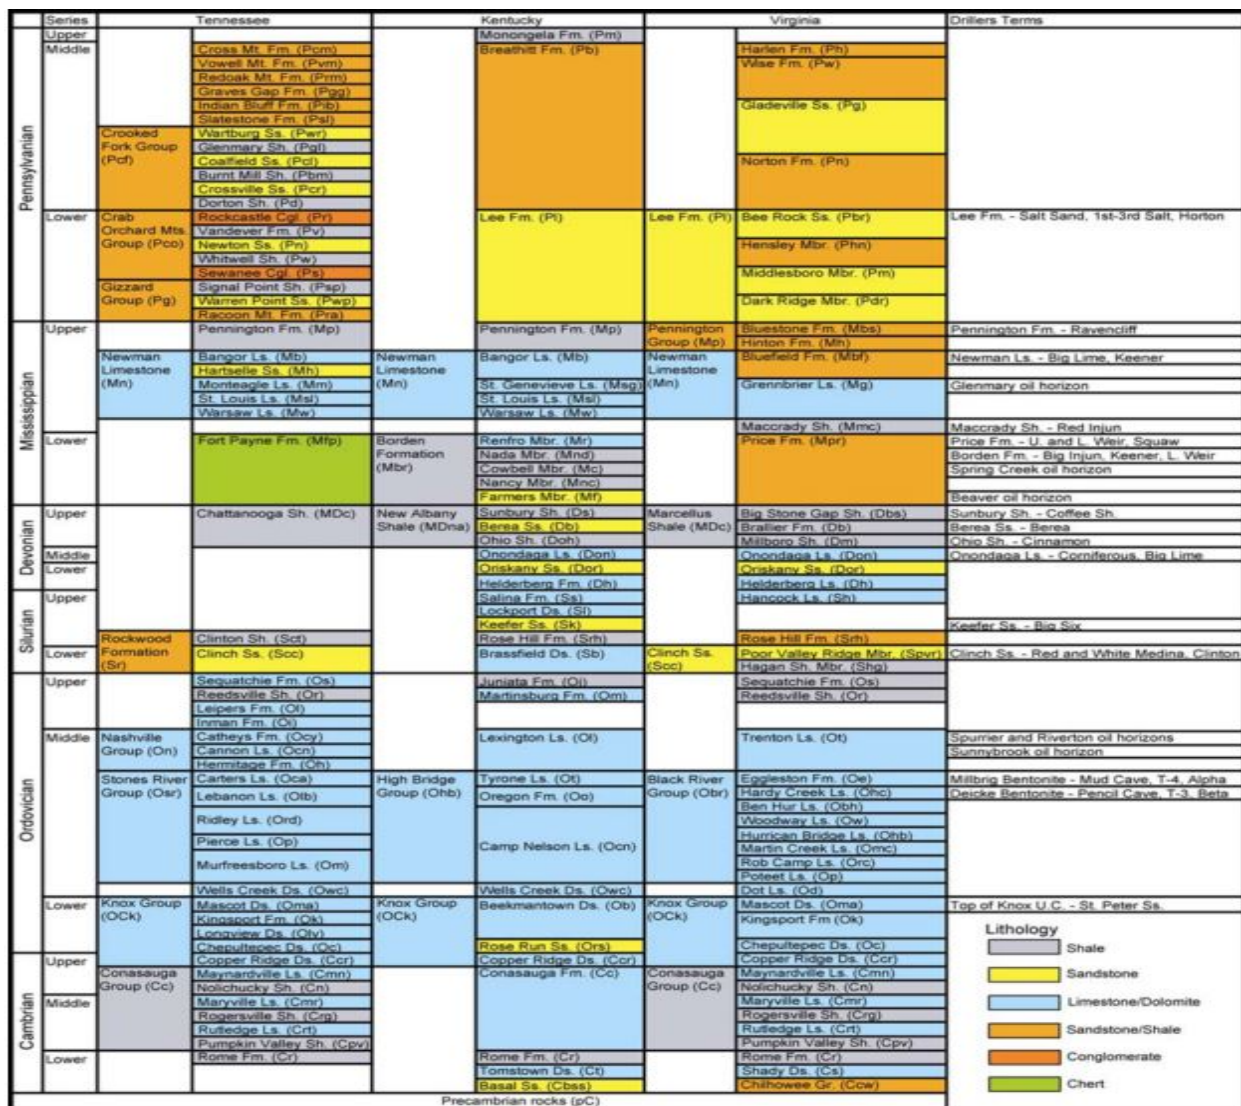 Series Tennessee Kentucky Virginia Drillers Terms
Pennsylvanian
Upper Monongela Fm. (Pm)
Middle Cross Mt. Fm. (Pcm) Breathitt Fm. (Pb) Harlen Fm. (Ph)
Vowell Mt. Fm. (Pvm) Wise Fm. (Pw)
Redoak Mt. Fm. (Prm)
Graves Gap Fm. (Pgg) Gladeville Ss. (Pg)
Indian Bluff Fm. (Pib)
Slatestone Fm. (Psl)
Crooked Wartburg Ss. (Pwr)
Fork Group Glenmary Sh. (Pgl)
(Pcf) Coalfield Ss. (Pcl) Norton Fm. (Pn)
Burnt Mill Sh. (Pbm)
Crossville Ss. (Pcr)
Dorton Sh. (Pd)
Lower Crab Rockcastle Cgl. (Pr) Lee Fm. (Pl) Lee Fm. (Pl) Bee Rock Ss. (Pbr) Lee Fm. - Salt Sand, 1st-3rd Salt, Horton
Orchard Mts. Vandever Fm. (Pv)
Group (Pco) Newton Ss. (Pn) Hensley Mbr. (Phn)
Whitwell Sh. (Pw)
Sewanee Cgl. (Ps) Middlesboro Mbr. (Pm)
Gizzard Signal Point Sh. (Psp)
Group (Pg) Warren Point Ss. (Pwp) Dark Ridge Mbr. (Pdr)
Racoon Mt. Fm. (Pra)
Mississippian
Upper Pennington Fm. (Mp) Pennington Fm. (Mp) Pennington Bluestone Fm. (Mbs) Pennington Fm. - Ravencliff
Group (Mp) Hinton Fm. (Mh)
Newman Bangor Ls. (Mb) Newman Bangor Ls. (Mb) Newman Bluefield Fm. (Mbf) Newman Ls. - Big Lime, Keener
Limestone Hartselle Ss. (Mh) Limestone Limestone
(Mn) Monteagle Ls. (Mm) (Mn) St. Genevieve Ls. (Msg) (Mn) Grennbrier Ls. (Mg) Glenmary oil horizon
St. Louis Ls. (Msl) St. Louis Ls. (Msl)
Warsaw Ls. (Mw) Warsaw Ls. (Mw)
Maccrady Sh. (Mmc) Maccrady Sh. - Red Injun
Lower Fort Payne Fm. (Mfp) Borden Renfro Mbr. (Mr) Price Fm. (Mpr) Price Fm. - U. and L. Weir, Squaw
Formation Nada Mbr. (Mnd) Borden Fm. - Big Injun, Keener, L. Weir
(Mbr) Cowbell Mbr. (Mc) Spring Creek oil horizon
Nancy Mbr. (Mnc)
Farmers Mbr. (Mf) Beaver oil horizon
Devonian
Upper Chattanooga Sh. (MDc) New Albany Sunbury Sh. (Ds) Marcellus Big Stone Gap Sh. (Dbs) Sunbury Sh. - Coffee Sh.
Shale (MDna) Berea Ss. (Db) Shale (MDc) Brallier Fm. (Db) Berea Ss. - Berea
Ohio Sh. (Doh) Millboro Sh. (Dm) Ohio Sh. - Cinnamon
Middle Onondaga Ls. (Don) Onondaga Ls. (Don) Onondaga Ls. - Corniferous, Big Lime
Lower Oriskany Ss. (Dor) Oriskany Ss. (Dor)
Helderberg Fm. (Dh) Helderberg Ls. (Dh)
Silurian
Upper Salina Fm. (Ss) Hancock Ls. (Sh)
Lockport Ds. (Sl)
Keefer Ss. (Sk) Keefer Ss. - Big Six
Rockwood Clinton Sh. (Sct) Rose Hill Fm. (Srh) Rose Hill Fm. (Srh)
Lower Formation Clinch Ss. (Scc) Brassfield Ds. (Sb) Clinch Ss. Poor Valley Ridge Mbr. (Spvr) Clinch Ss. - Red and White Medina, Clinton
(Sr) (Scc) Hagan Sh. Mbr. (Shg)
Ordovician
Upper Sequatchie Fm. (Os) Juniata Fm. (Oj) Sequatchie Fm. (Os)
Reedsville Sh. (Or) Martinsburg Fm. (Om) Reedsville Sh. (Or)
Leipers Fm. (Ol)
Inman Fm. (Oi)
Middle Nashville Catheys Fm. (Ocy) Lexington Ls. (Ol) Trenton Ls. (Ot) Spurrier and Riverton oil horizons
Group (On) Cannon Ls. (Ocn) Sunnybrook oil horizon
Hermitage Fm. (Oh)
Stones River Carters Ls. (Oca) High Bridge Tyrone Ls. (Ot) Black River Eggleston Fm. (Oe) Millbrig Bentonite - Mud Cave, T-4, Alpha
Group (Osr) Lebanon Ls. (Olb) Group (Ohb) Oregon Fm. (Oo) Group (Obr) Hardy Creek Ls. (Ohc) Deicke Bentonite - Pencil Cave, T-3, Beta
Ben Hur Ls. (Obh)
Ridley Ls. (Ord) Woodway Ls. (Ow)
Pierce Ls. (Op) Camp Nelson Ls. (Ocn) Hurrican Bridge Ls. (Ohb)
Martin Creek Ls. (Omc)
Murfreesboro Ls. (Om) Rob Camp Ls. (Orc)
Poteet Ls. (Op)
Wells Creek Ds. (Owc) Wells Creek Ds. (Owc) Dot Ls. (Od)
Lower Knox Group Mascot Ds. (Oma) Knox Group Beekmantown Ds. (Ob) Knox Group Mascot Ds. (Oma) Top of Knox U.C. - St. Peter Ss.
(OCk) Kingsport Fm. (Ok) (OCk) (OCk) Kingsport Fm (Ok)
Longview Ds. (Olv)
Chepultepec Ds. (Oc) Rose Run Ss. (Ors) Chepultepec Ds. (Oc)
Cambrian
Upper Copper Ridge Ds. (Ccr) Copper Ridge Ds. (Ccr) Copper Ridge Ds. (Ccr)
Conasauga Maynardville Ls. (Cmn) Conasauga Fm. (Cc) Conasauga Maynardville Ls. (Cmn)
Group (Cc) Nolichucky Sh. (Cn) Group (Cc) Nolichucky Sh. (Cn)
Middle Maryville Ls. (Cmr) Maryville Ls. (Cmr)
Rogersville Sh. (Crg) Rogersville Sh. (Crg)
Rutledge Ls. (Crt) Rutledge Ls. (Crt)
Pumpkin Valley Sh. (Cpv) Pumpkin Valley Sh. (Cpv)
Lower Rome Fm. (Cr) Rome Fm. (Cr) Rome Fm. (Cr)
Tomstown Ds. (Ct) Shady Ds. (Cs)
Basal Ss. (Cbss) Chilhowee Gr. (Ccw)
Precambrian rocks (pC)
Lithology
Shale
Sandstone
Limestone/Dolomite
Sandstone/Shale
Conglomerate
Chert